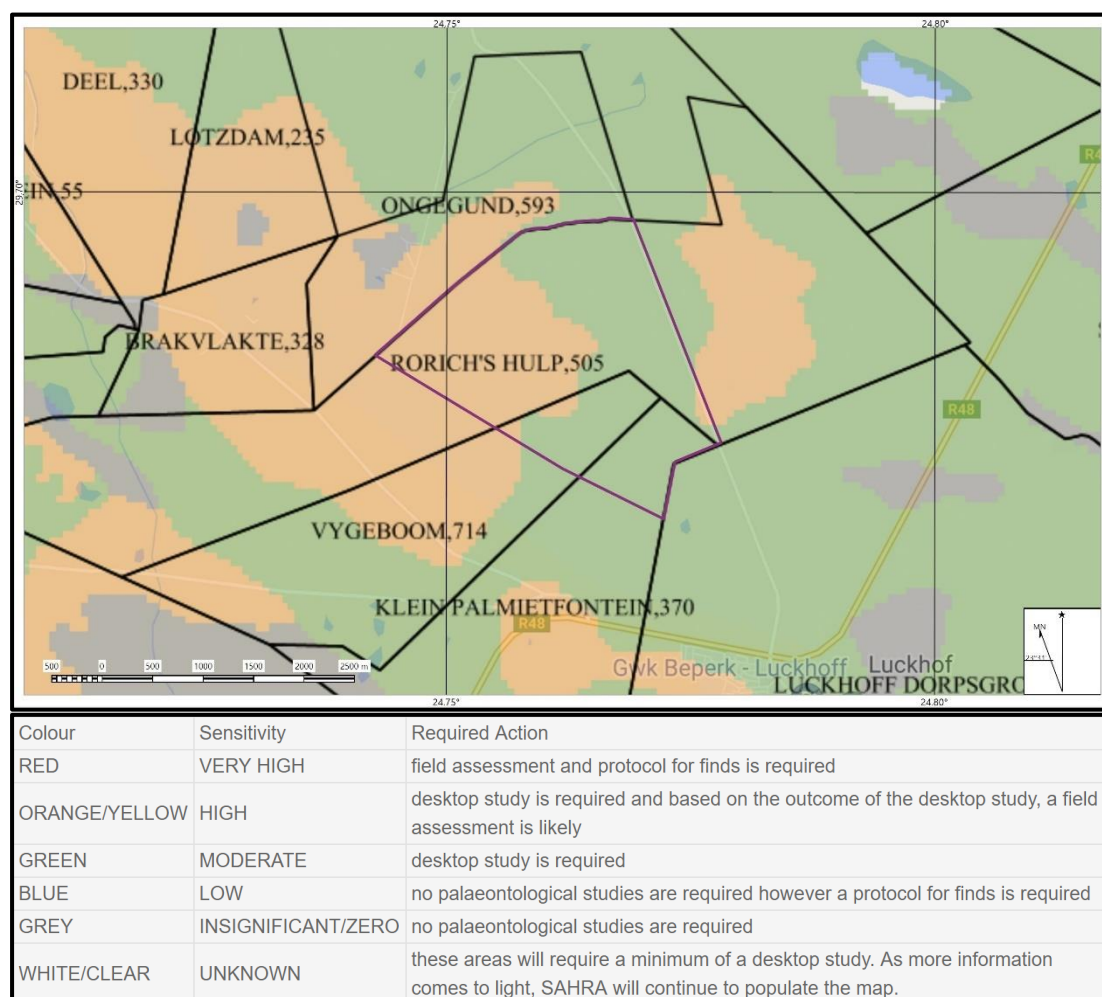 24.75° 24.80°
DEEL,330
LOTZDAM,235
R4
29.70°
EIN,55
ONGEGUND,593
BRAKVLAKTE,328
RORICH'S HULP,505
R48
VYGEBOOM,714
KLEIN PALMIETFONTEIN,370
R48
MN
23°31'
500 0 500 1000 1500 2000 2500 m
Gwk Beperk - Luckhoff Luckhof
LUCKHOFF DORPSGRO
24.75° 24.80°
Colour Sensitivity Required Action
RED VERY HIGH field assessment and protocol for finds is required
ORANGE/YELLOW HIGH desktop study is required and based on the outcome of the desktop study, a field
assessment is likely
GREEN MODERATE desktop study is required
BLUE LOW no palaeontological studies are required however a protocol for finds is required
GREY INSIGNIFICANT/ZERO no palaeontological studies are required
WHITE/CLEAR UNKNOWN these areas will require a minimum of a desktop study. As more information
comes to light, SAHRA will continue to populate the map.